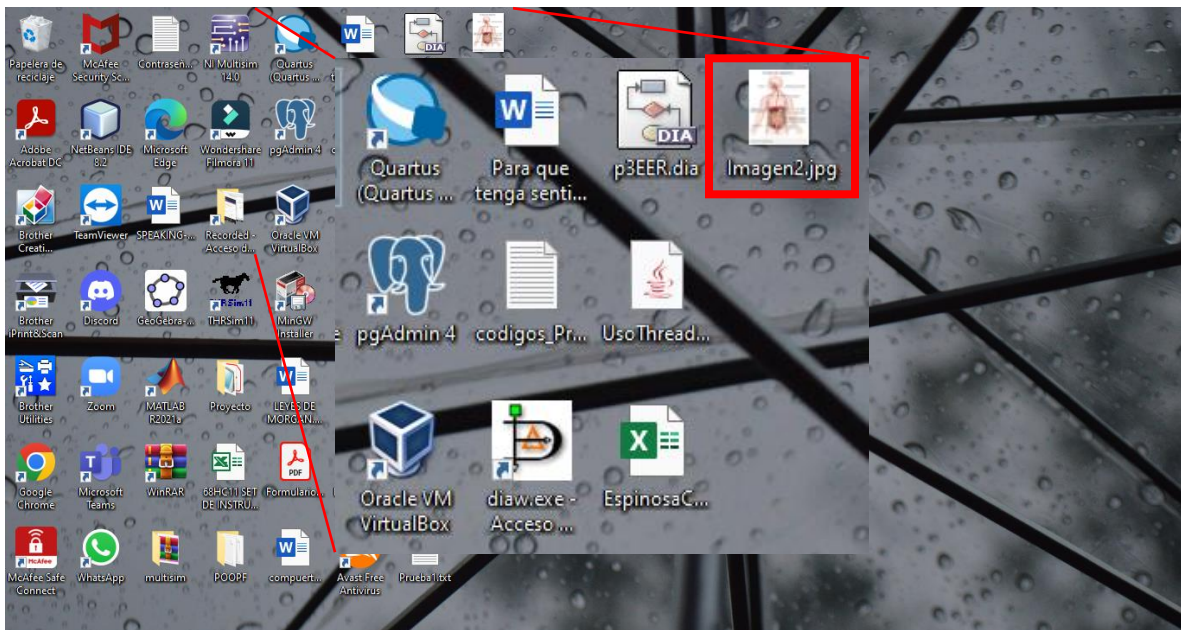 Papelera de
reciclaje
McAfee
Security Sc...
Contraseñ...
NI Multisim
14.0
Quartus
(Quartus ...
DIA
Adobe
Acrobat DC
NetBeans IDE
8.2
Microsoft
Edge
Wondershare
Filmora 11
pgAdmin 4
Brother
Creati...
TeamViewer
SPEAKING-...
Recorded -
Acceso d...
Oracle VM
VirtualBox
Brother
iPrint&Scan
Discord
GeoGebra-...
THRSim11
THRSim11
MinGW
Installer
Brother
Utilities
Zoom
MATLAB
R2021a
Proyecto
LEYES DE
MORGAN...
Google
Chrome
Microsoft
Teams
WinRAR
68HC11 SET
DE INSTRU...
PDF
Formulario...
McAfee
McAfee Safe
Connect
WhatsApp
multisim
POOPF
compuert...
Avast Free
Antivirus
Prueba1.txt
Quartus
(Quartus ...
Para que
tenga senti...
DIA
p3EER.dia
Imagen2.jpg
pgAdmin 4
codigos_Pr...
UsoThread...
Oracle VM
VirtualBox
diaw.exe -
Acceso ...
EspinosaC...